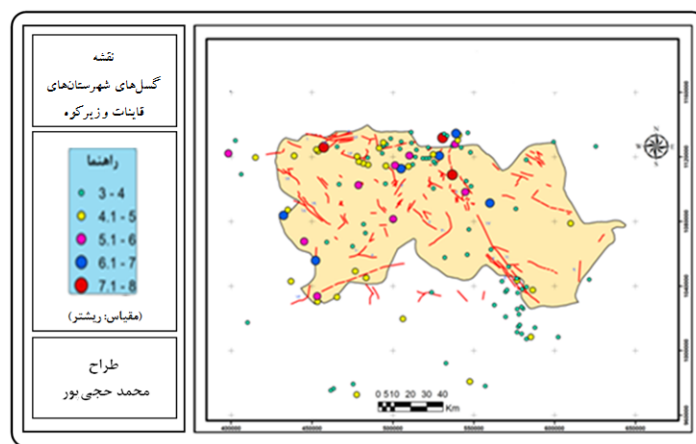 نقشه
گسل‌های شهرستان‌های
قاینات و زیرکوه
راهنما
3 - 4
4.1 - 5
5.1 - 6
6.1 - 7
7.1 - 8
(مقیاس: ریشتر)
طراح
محمد حجی پور
N
W E
S
0 5 10 20 30 40
Km
400000 450000 500000 550000 600000 650000